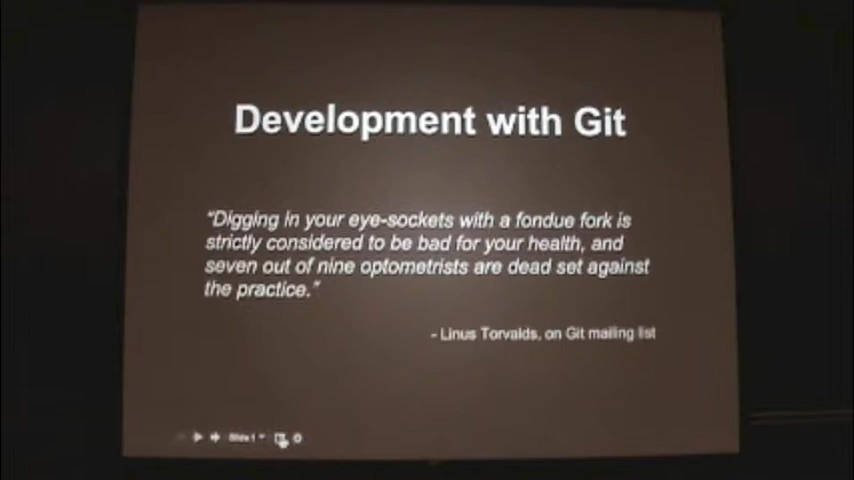 Development with Git
"Digging in your eye-sockets with a fondue fork is
strictly considered to be bad for your health, and
seven out of nine optometrists are dead set against
the practice."
- Linus Torvalds, on Git mailing list
Slide 1